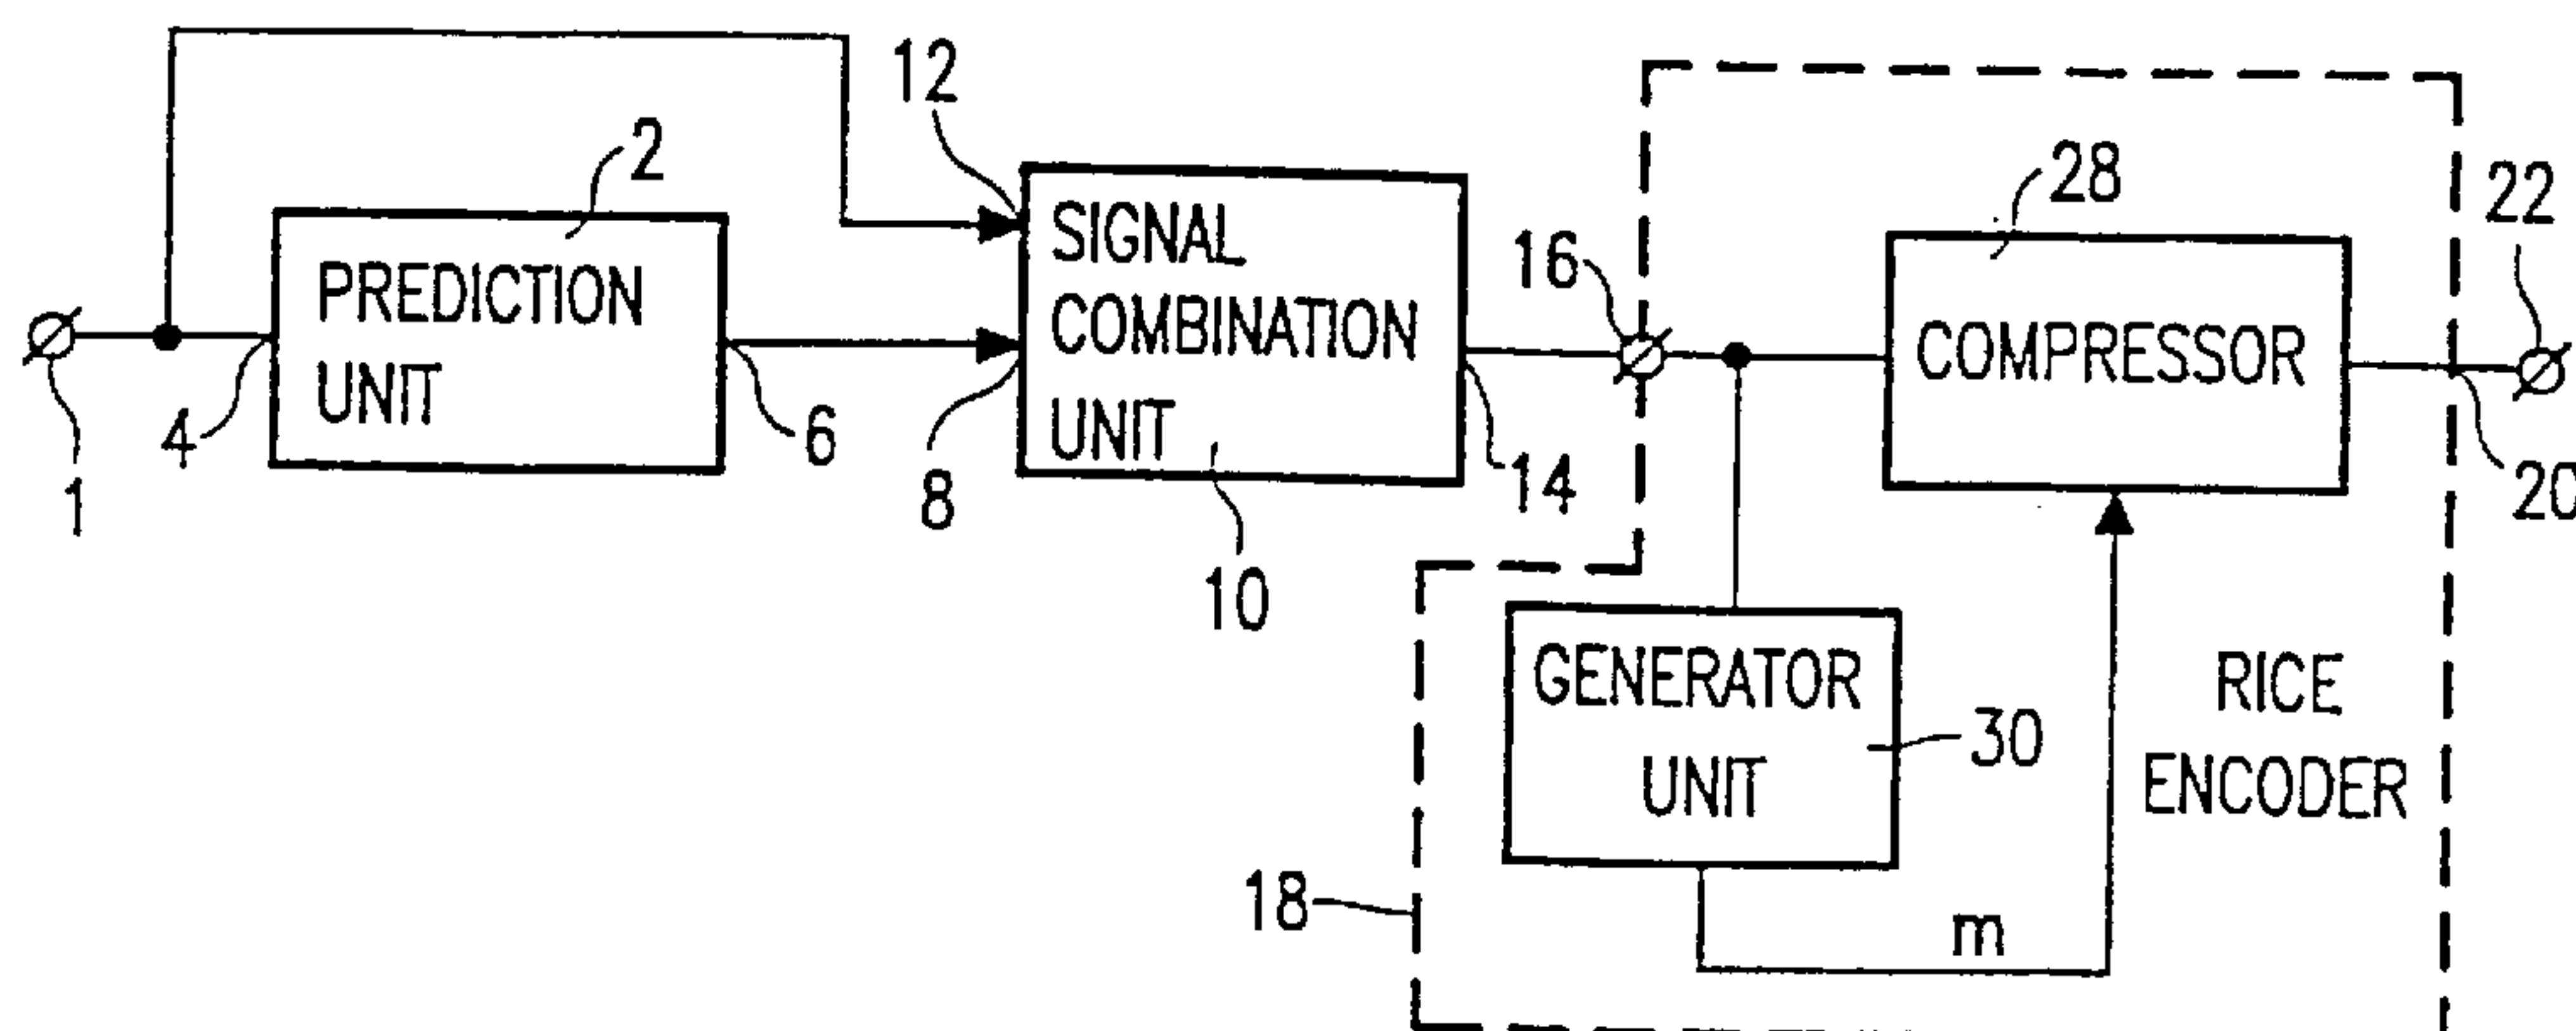 12
2
28
22
PREDICTION
UNIT
SIGNAL
COMBINATION
UNIT
16
COMPRESSOR
1
4
6
8
14
20
10
GENERATOR
UNIT
30
RICE
ENCODER
18
m